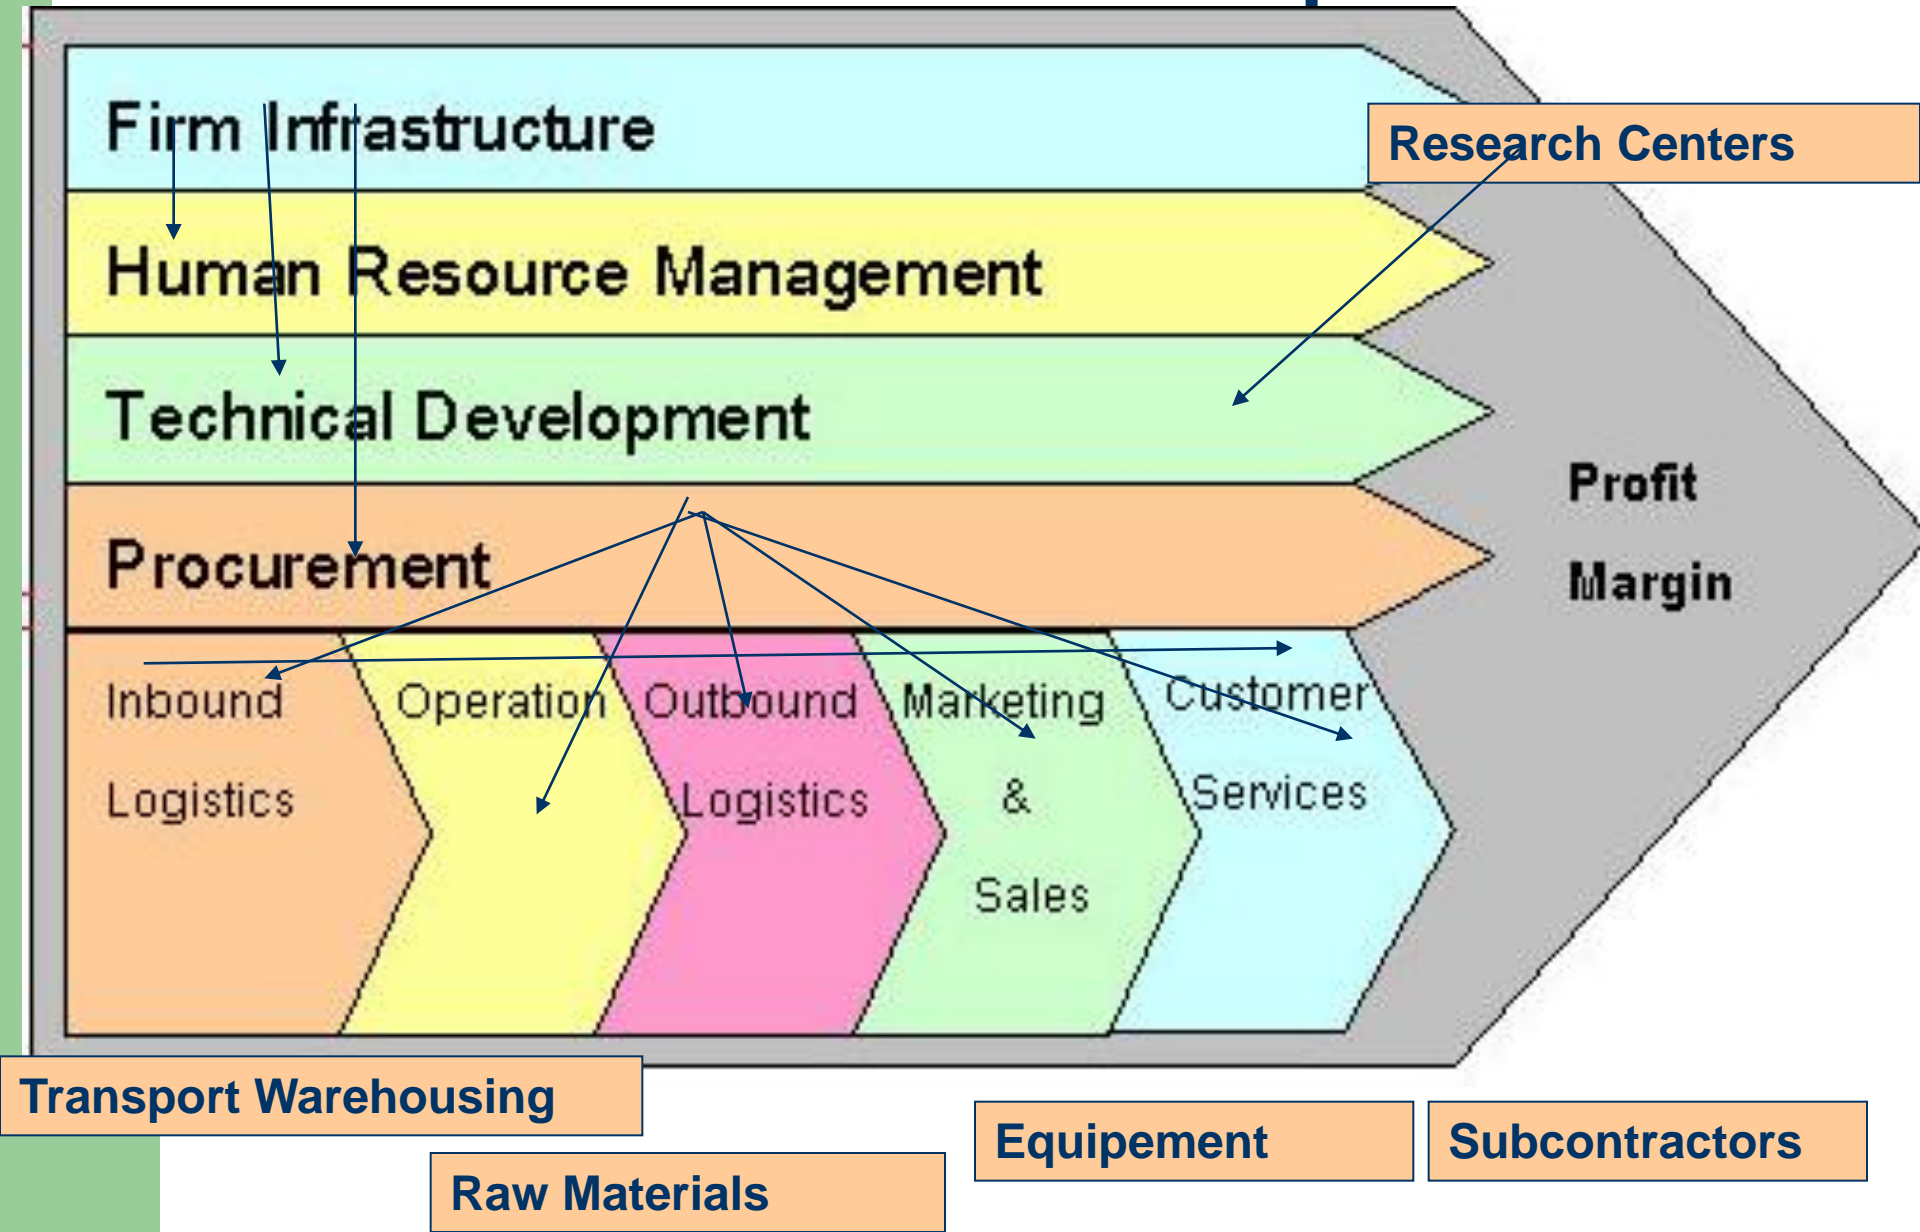 Firm Infrastructure
Research Centers
Human Resource Management
Technical Development
Profit
Margin
Procurement
Inbound
Logistics
Operation
Outbound
Logistics
Marketing
&
Sales
Customer
Services
Transport Warehousing
Raw Materials
Equipement
Subcontractors